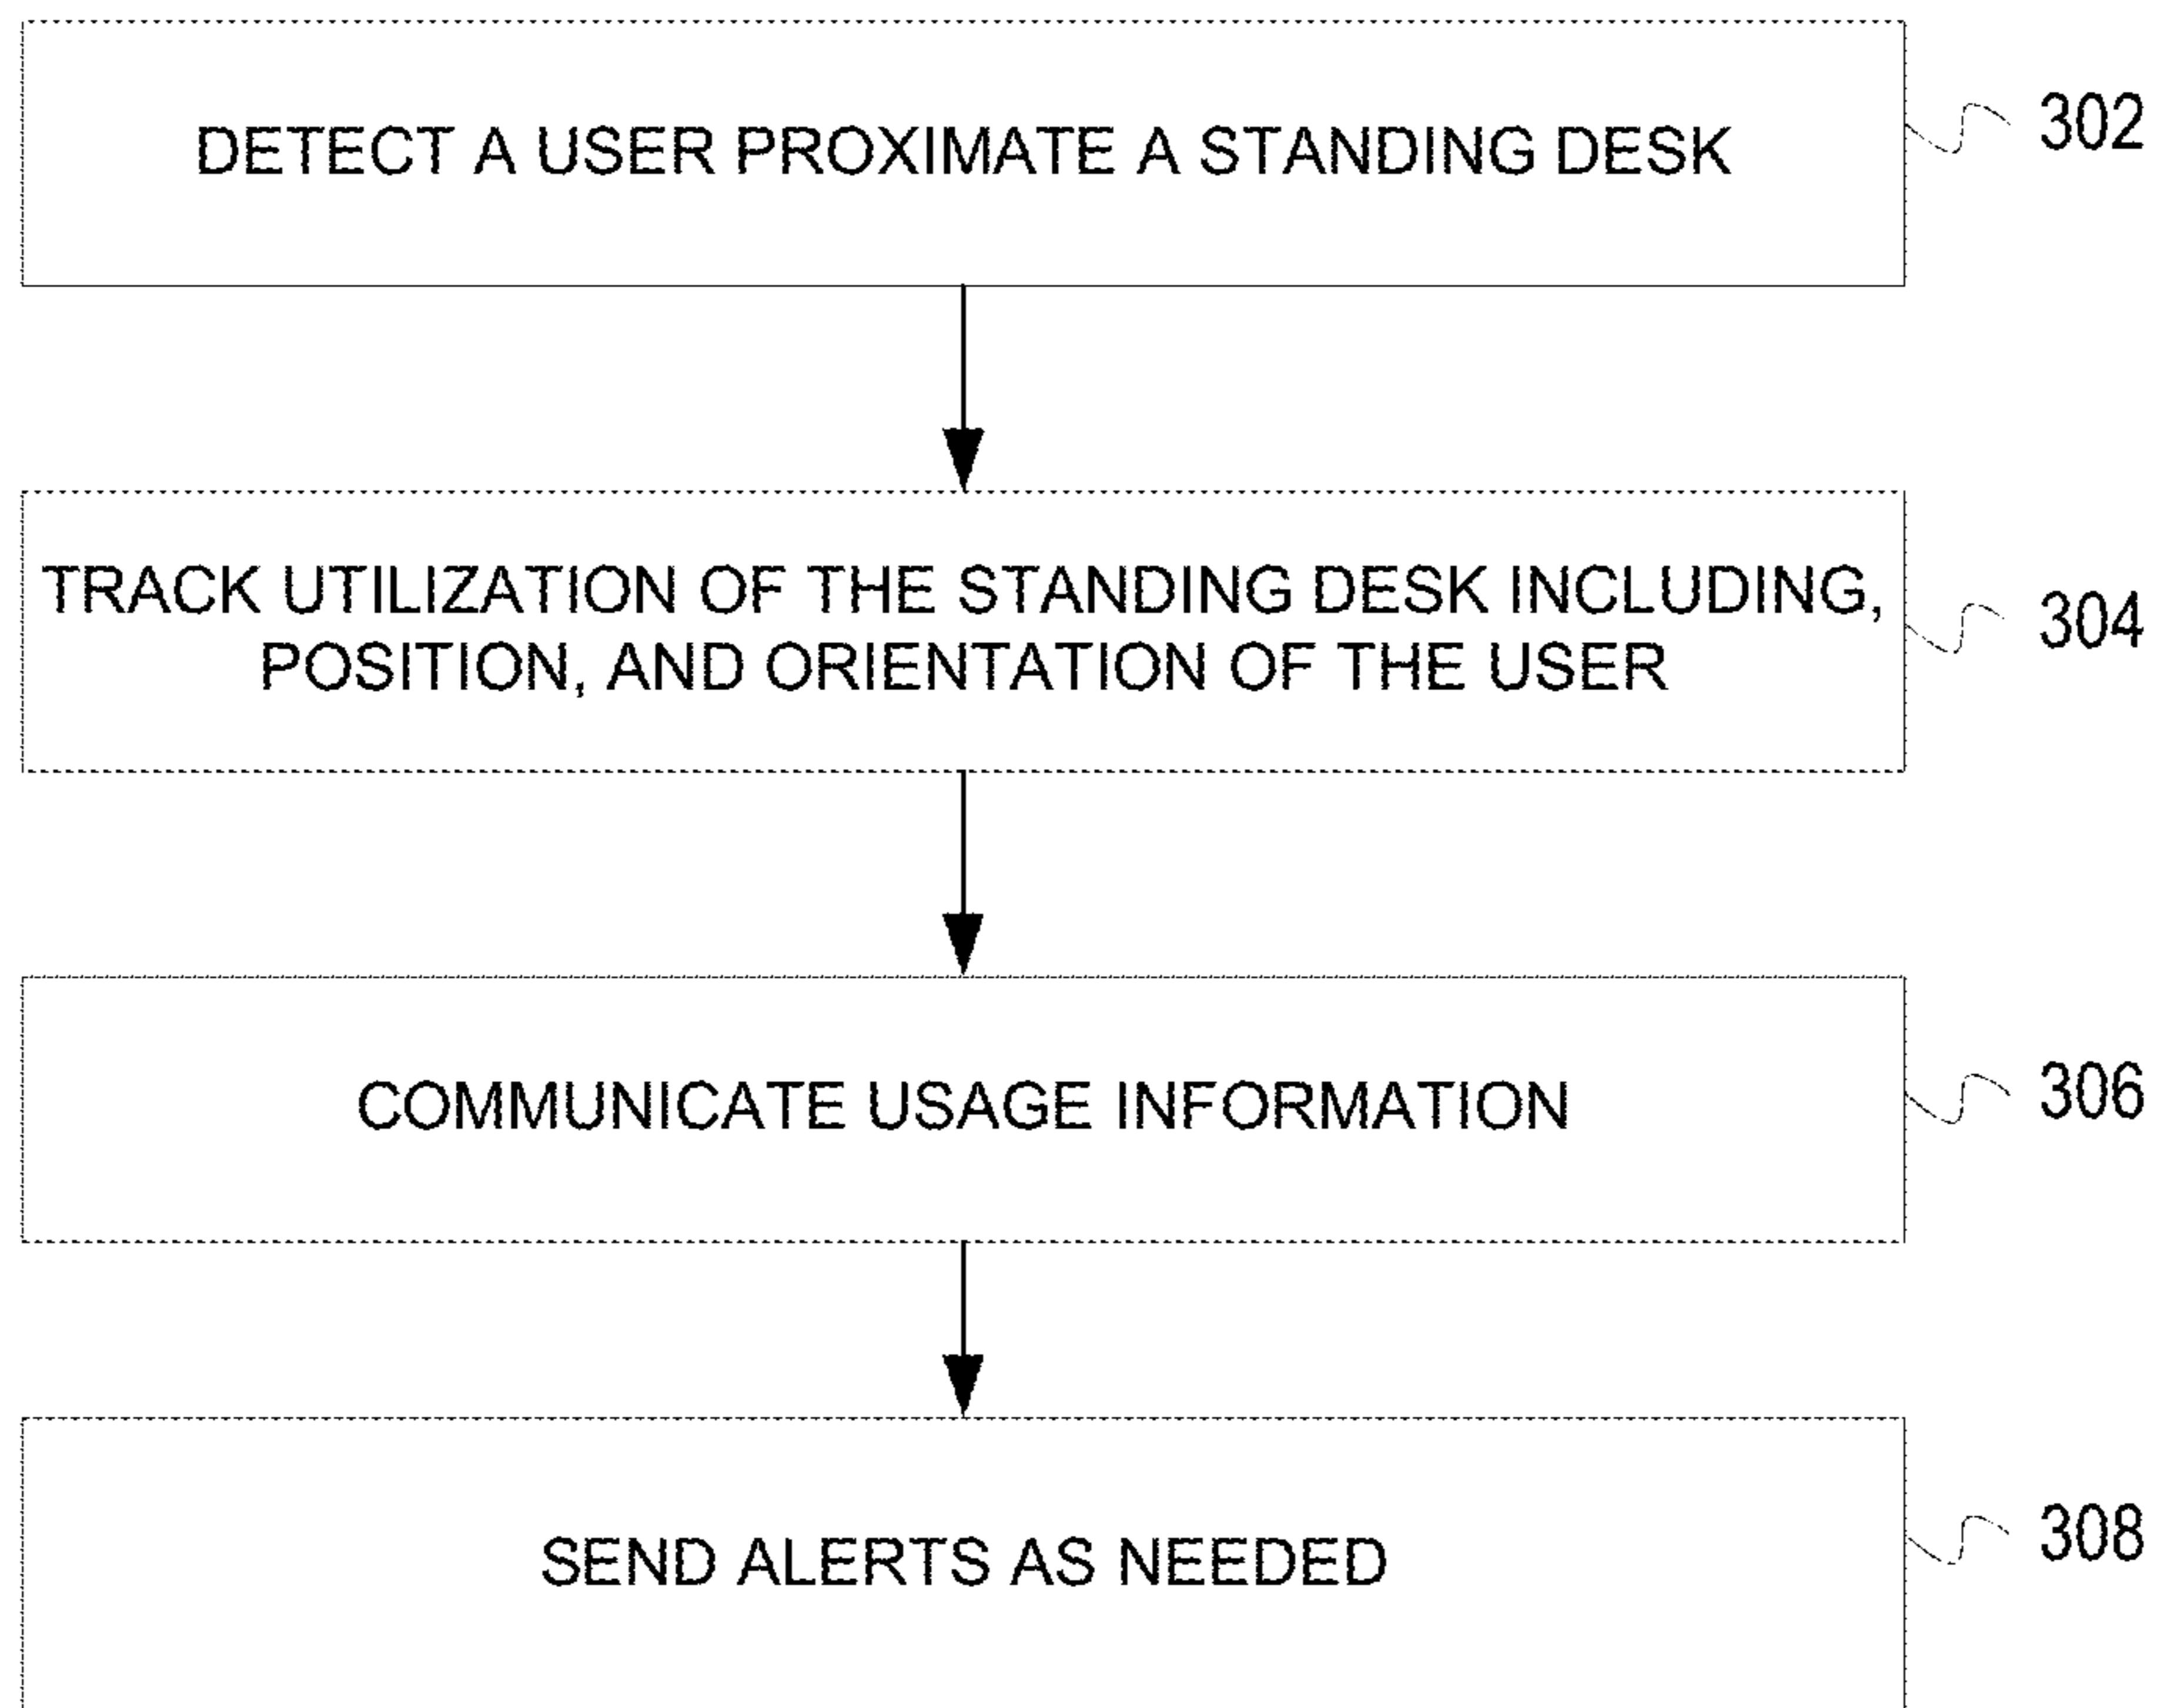 DETECT A USER PROXIMATE A STANDING DESK
302
TRACK UTILIZATION OF THE STANDING DESK INCLUDING,
POSITION, AND ORIENTATION OF THE USER
304
COMMUNICATE USAGE INFORMATION
306
SEND ALERTS AS NEEDED
308